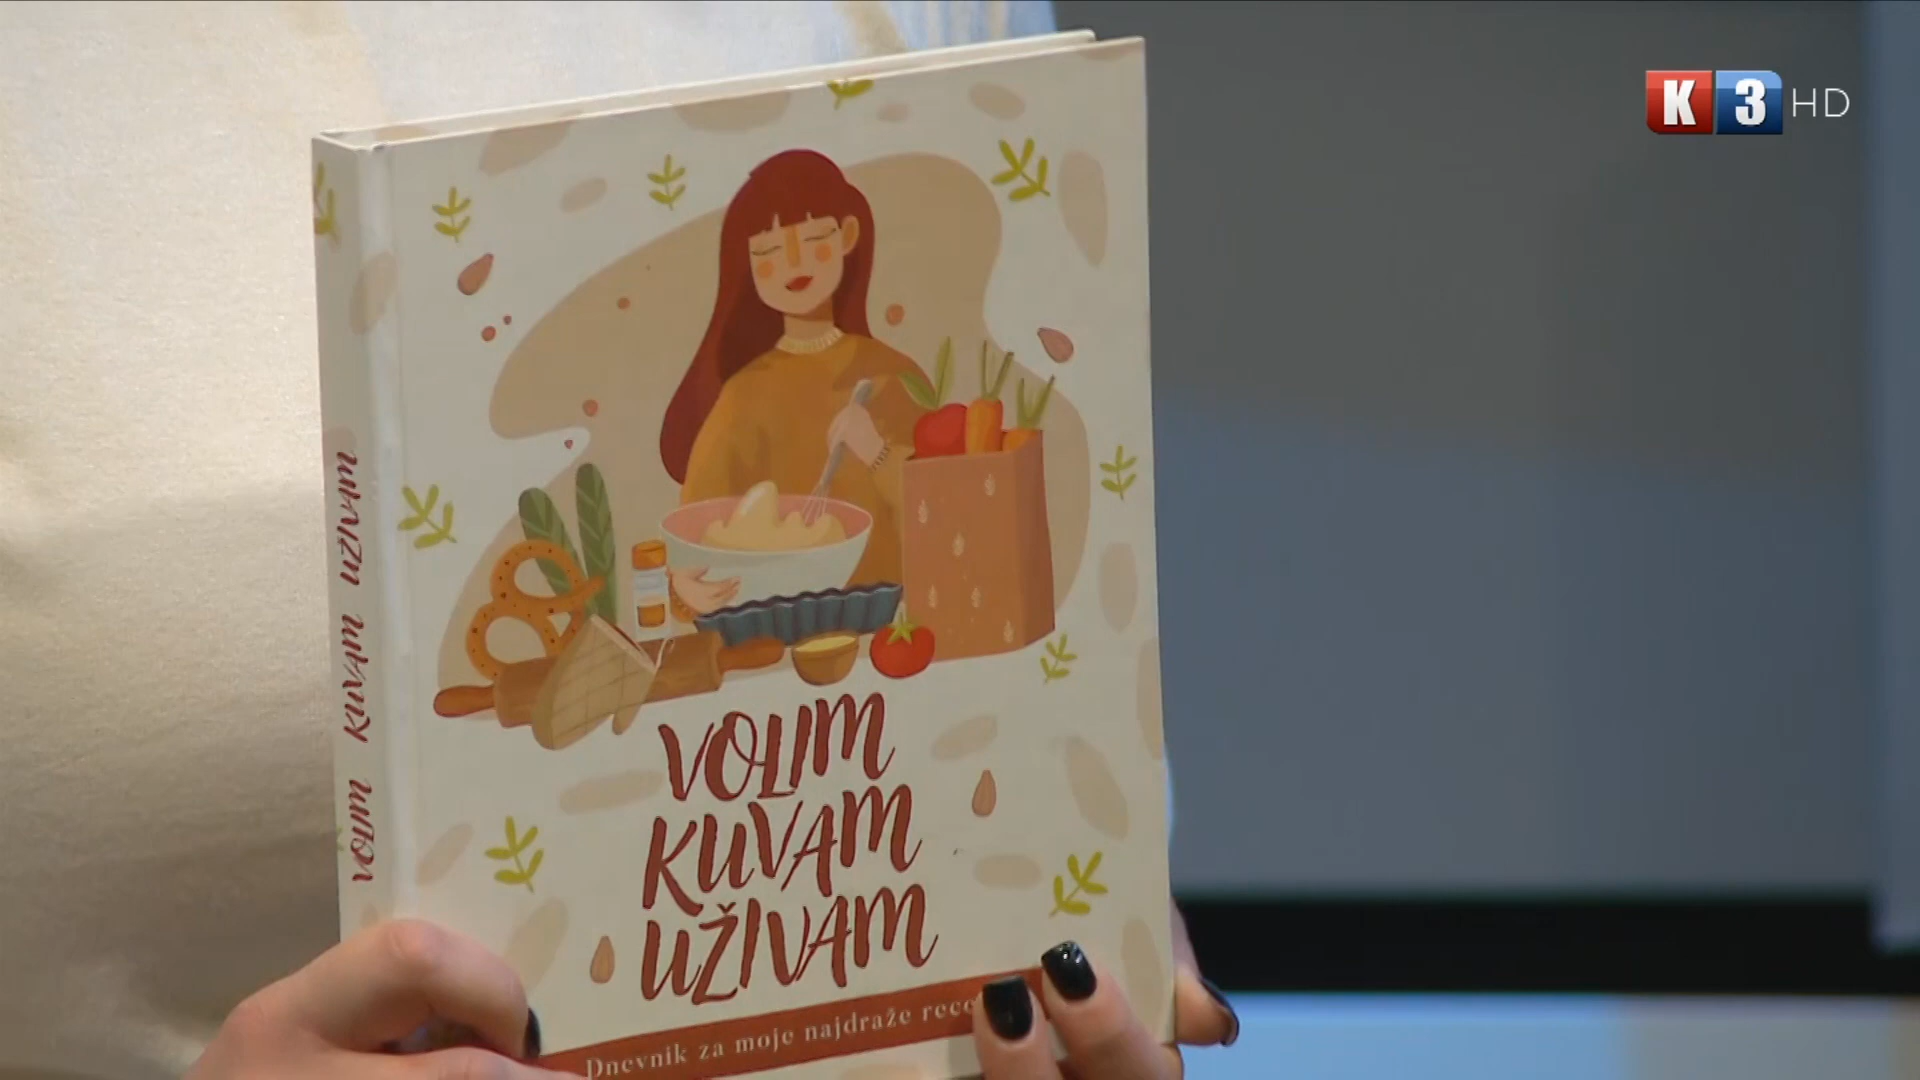 K3 HD
VOLIM KUVAM UŽIVAM
VOLIM
KUVAM
UŽIVAM
Dnevnik za moje najdraže